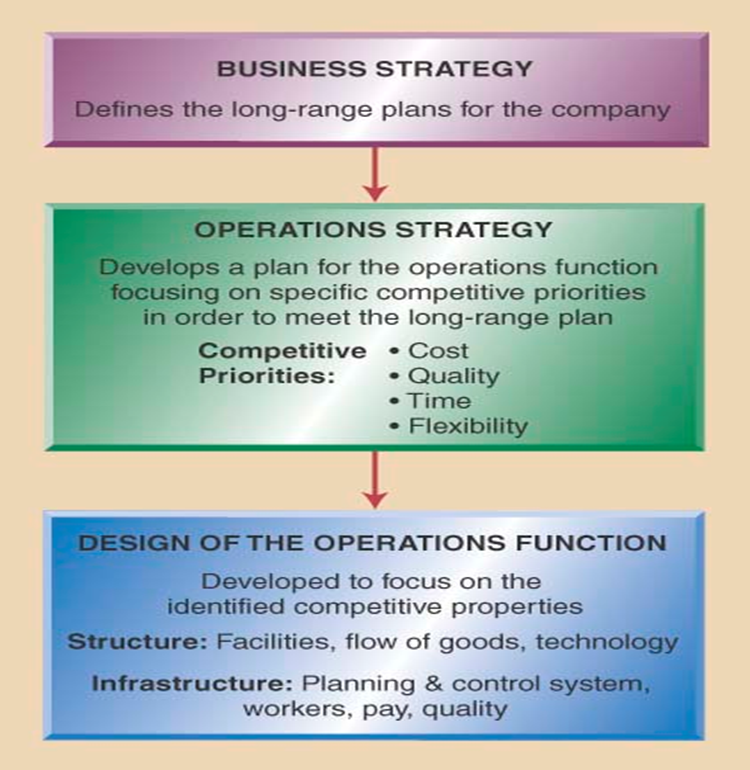 BUSINESS STRATEGY
Defines the long-range plans for the company
OPERATIONS STRATEGY
Develops a plan for the operations function
focusing on specific competitive priorities
in order to meet the long-range plan
Competitive • Cost
Priorities: • Quality
• Time
• Flexibility
DESIGN OF THE OPERATIONS FUNCTION
Developed to focus on the
identified competitive properties
Structure: Facilities, flow of goods, technology
Infrastructure: Planning & control system,
workers, pay, quality